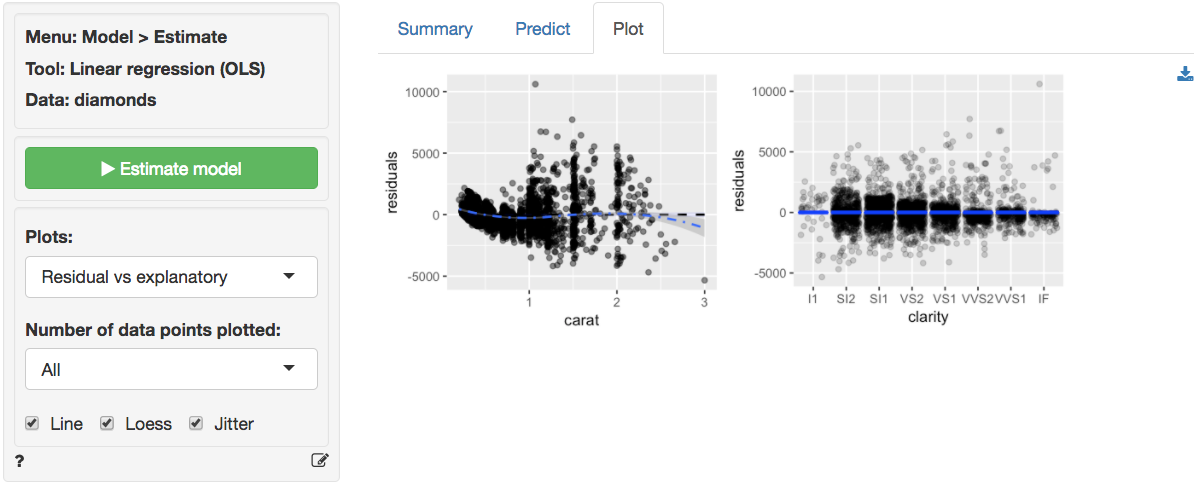 Menu: Model > Estimate
Tool: Linear regression (OLS)
Data: diamonds
Estimate model
Plots:
Residual vs explanatory
Number of data points plotted:
All
Line Loess Jitter
?
Summary Predict Plot
10000
5000
0
-5000
residuals
1 2 3
carat
10000
5000
0
-5000
residuals
I1 SI2 SI1 VS2 VS1 VVS2 VVS1 IF
clarity